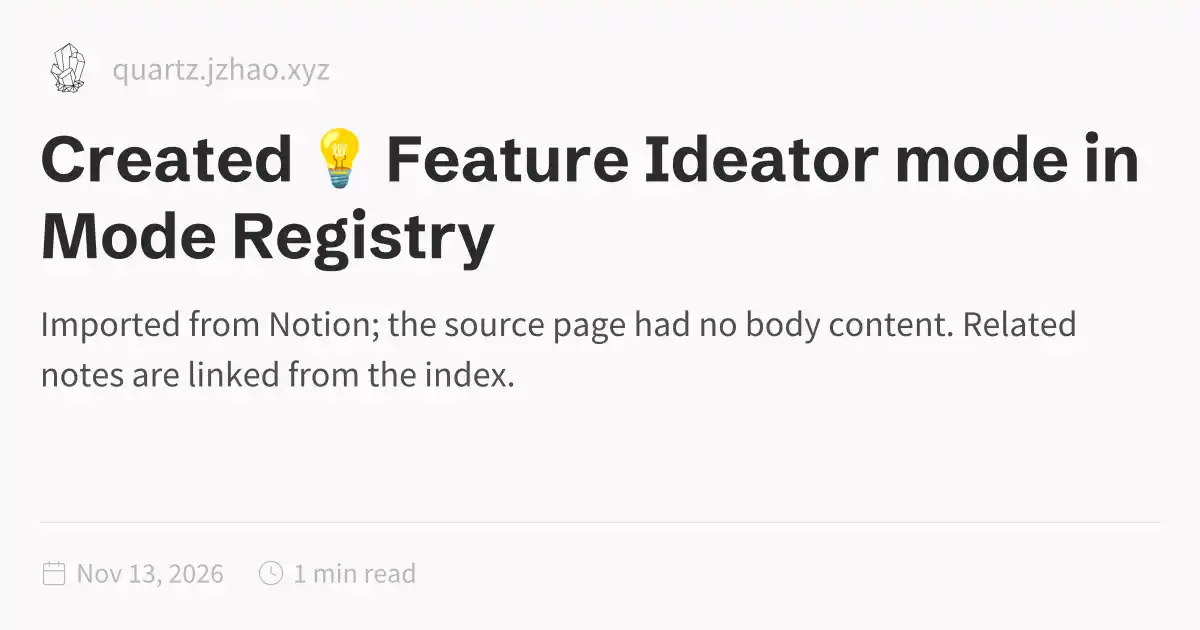 quartz.jzhao.xyz
Created 💡 Feature Ideator mode in
Mode Registry
Imported from Notion; the source page had no body content. Related
notes are linked from the index.
Nov 13, 2026
1 min read